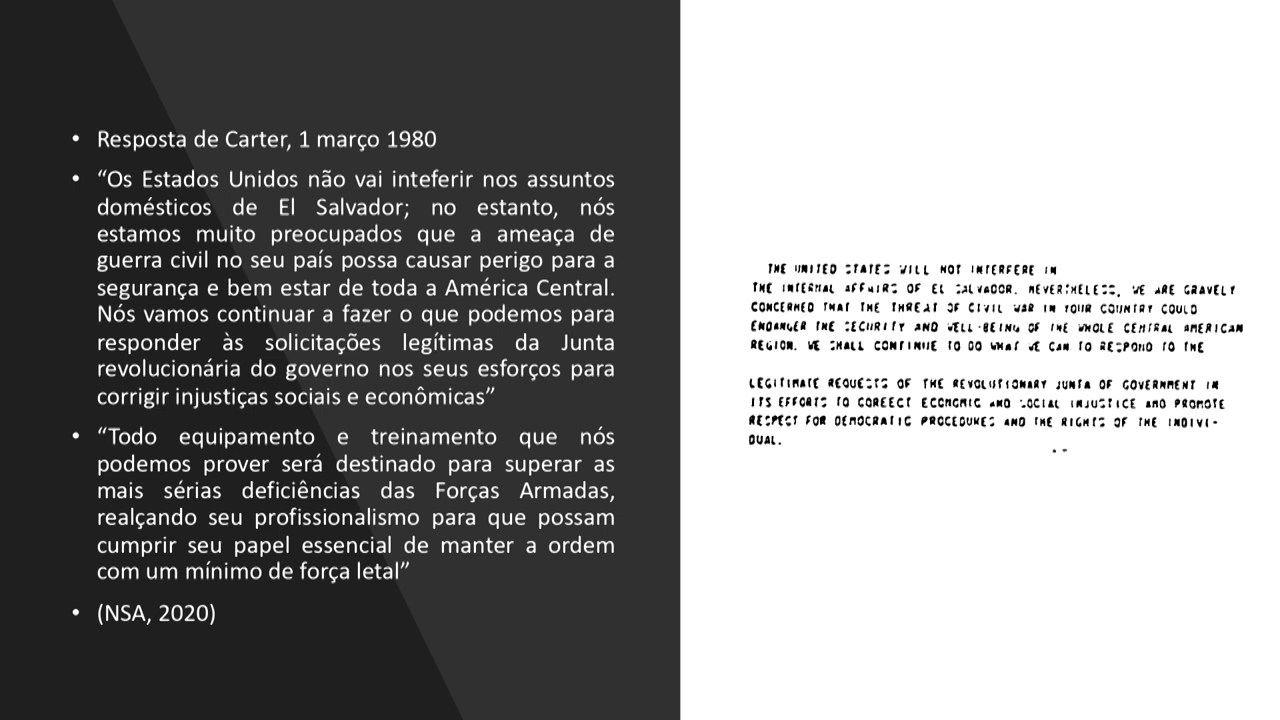 • Resposta de Carter, 1 março 1980
• “Os Estados Unidos não vai inteferir nos assuntos
domésticos de El Salvador; no estanto, nós
estamos muito preocupados que a ameaça de
guerra civil no seu país possa causar perigo para a
segurança e bem estar de toda a América Central.
Nós vamos continuar a fazer o que podemos para
responder às solicitações legítimas da Junta
revolucionária do governo nos seus esforços para
corrigir injustiças sociais e econômicas”
• “Todo equipamento e treinamento que nós
podemos prover será destinado para superar as
mais sérias deficiências das Forças Armadas,
realçando seu profissionalismo para que possam
cumprir seu papel essencial de manter a ordem
com um mínimo de força letal”
• (NSA, 2020)
THE UNITED STATES WILL NOT INTERFERE IN
THE INTERNAL AFFAIRS OF EL SALVADOR. NEVERTHELESS, WE ARE GRAVELY
CONCERNED THAT THE THREAT OF CIVIL WAR IN YOUR COUNTRY COULD
ENDANGER THE SECURITY AND WELL-BEING OF THE WHOLE CENTRAL AMERICAN
REGION. WE SHALL CONTINUE TO DO WHAT WE CAN TO RESPOND TO THE
LEGITIMATE REQUESTS OF THE REVOLUTIONARY JUNTA OF GOVERNMENT IN
ITS EFFORTS TO COREECT ECONOMIC AND SOCIAL INJUSTICE AND PROMOTE
RESPECT FOR DEMOCRATIC PROCEDURES AND THE RIGHTS OF THE INDIVI-
DUAL.